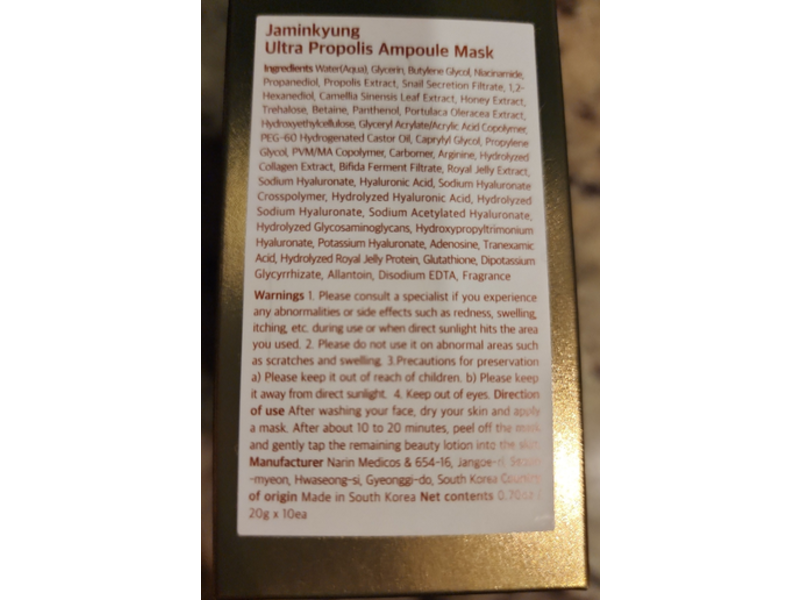 Jaminkyung
Ultra Propolis Ampoule Mask
Ingredients Water(Aqua), Glycerin, Butylene Glycol, Niacinamide,
Propanediol, Propolis Extract, Snail Secretion Filtrate, 1,2-
Hexanediol, Camellia Sinensis Leaf Extract, Honey Extract,
Trehalose, Betaine, Panthenol, Portulaca Oleracea Extract,
Hydroxyethylcellulose, Glyceryl Acrylate/Acrylic Acid Copolymer,
PEG-60 Hydrogenated Castor Oil, Caprylyl Glycol, Propylene
Glycol, PVM/MA Copolymer, Carbomer, Arginine, Hydrolyzed
Collagen Extract, Bifida Ferment Filtrate, Royal Jelly Extract,
Sodium Hyaluronate, Hyaluronic Acid, Sodium Hyaluronate
Crosspolymer, Hydrolyzed Hyaluronic Acid, Hydrolyzed
Sodium Hyaluronate, Sodium Acetylated Hyaluronate,
Hydrolyzed Glycosaminoglycans, Hydroxypropyltrimonium
Hyaluronate, Potassium Hyaluronate, Adenosine, Tranexamic
Acid, Hydrolyzed Royal Jelly Protein, Glutathione, Dipotassium
Glycyrrhizate, Allantoin, Disodium EDTA, Fragrance
Warnings 1. Please consult a specialist if you experience
any abnormalities or side effects such as redness, swelling,
itching, etc. during use or when direct sunlight hits the area
you used. 2. Please do not use it on abnormal areas such
as scratches and swelling. 3.Precautions for preservation
a) Please keep it out of reach of children. b) Please keep
it away from direct sunlight. 4. Keep out of eyes. Direction
of use After washing your face, dry your skin and apply
a mask. After about 10 to 20 minutes, peel off the mask
and gently tap the remaining beauty lotion into the skin.
Manufacturer Narin Medicos & 654-16,
-myeon, Hwaseong-si, Gyeonggi-do, South Korea Country
of origin Made in South Korea Net contents 0.70oz /
20g x 10ea